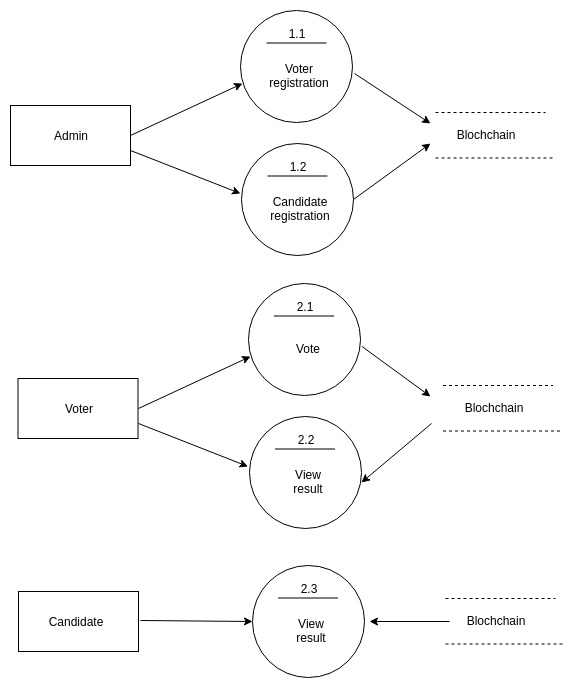 1.1
Voter
registration
Admin
Blochchain
1.2
Candidate
registration
2.1
Vote
Voter
Blochchain
2.2
View
result
2.3
Candidate
View
result
Blochchain